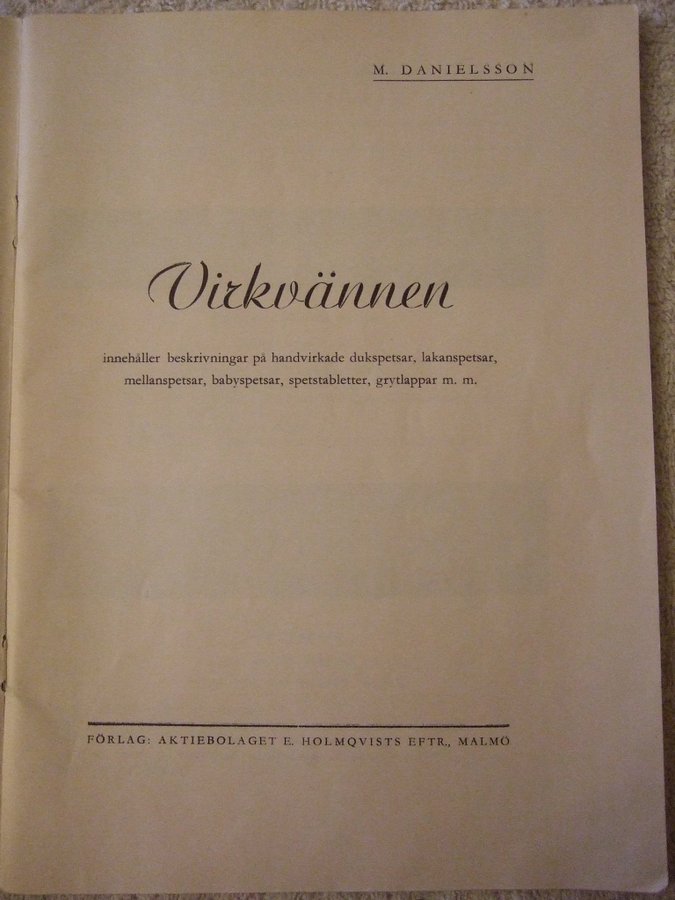 M. DANIELSSON
Virkvännen
innehåller beskrivningar på handvirkade dukspetsar, lakanspetsar,
mellanspetsar, babyspetsar, spetstabletter, grytlappar m. m.
FÖRLAG: AKTIEBOLAGET E. HOLMQVISTS EFTR., MALMÖ